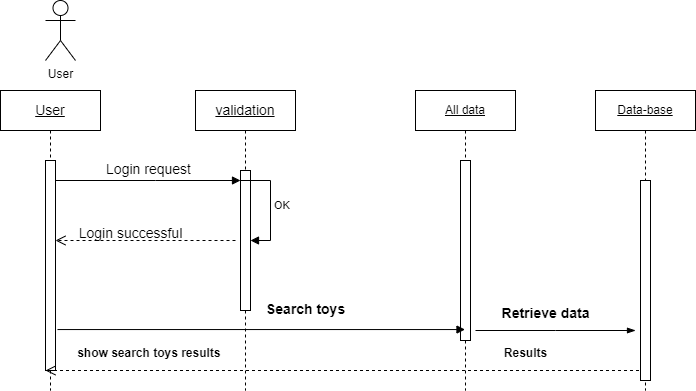 User
User
validation
All data
Data-base
Login request
OK
Login successful
Search toys
Retrieve data
show search toys results
Results